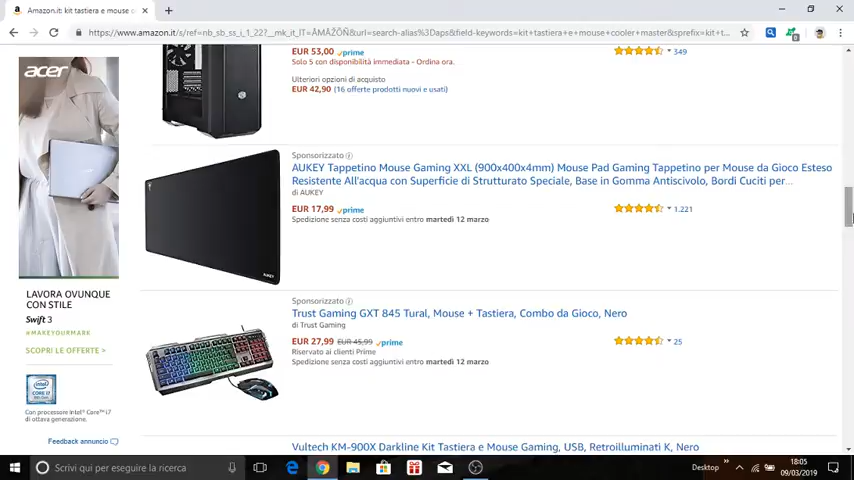 Amazon.it: kit tastiera e mouse c
https://www.amazon.it/s/ref=nb_sb_ss_i_1_22?__mk_it_IT=ÅMÅŽÕÑ&url=search-alias%3Daps&field-keywords=kit+tastiera+e+mouse+cooler+master&sprefix=kit+t...
EUR 53,00 prime
349
Solo 5 con disponibilità immediata - Ordina ora.
Ulteriori opzioni di acquisto
EUR 42,90 (16 offerte prodotti nuovi e usati)
acer
Sponsorizzato
AUKEY Tappetino Mouse Gaming XXL (900x400x4mm) Mouse Pad Gaming Tappetino per Mouse da Gioco Esteso
Resistente All'acqua con Superficie di Strutturato Speciale, Base in Gomma Antiscivolo, Bordi Cuciti per...
di AUKEY
EUR 17,99 prime
1.221
Spedizione senza costi aggiuntivi entro martedì 12 marzo
AUKEY
LAVORA OVUNQUE
CON STILE
Swift 3
#MAKEYOURMARK
SCOPRI LE OFFERTE >
intel
CORE i7
Con processore Intel® Core™ i7
di ottava generazione.
Feedback annuncio
Sponsorizzato
Trust Gaming GXT 845 Tural, Mouse + Tastiera, Combo da Gioco, Nero
di Trust Gaming
EUR 27,99 EUR 45,99 prime
25
Riservato ai clienti Prime
Spedizione senza costi aggiuntivi entro martedì 12 marzo
Vultech KM-900X Darkline Kit Tastiera e Mouse Gaming, USB, Retroilluminati K, Nero
Scrivi qui per eseguire la ricerca
Desktop
18:05
09/03/2019